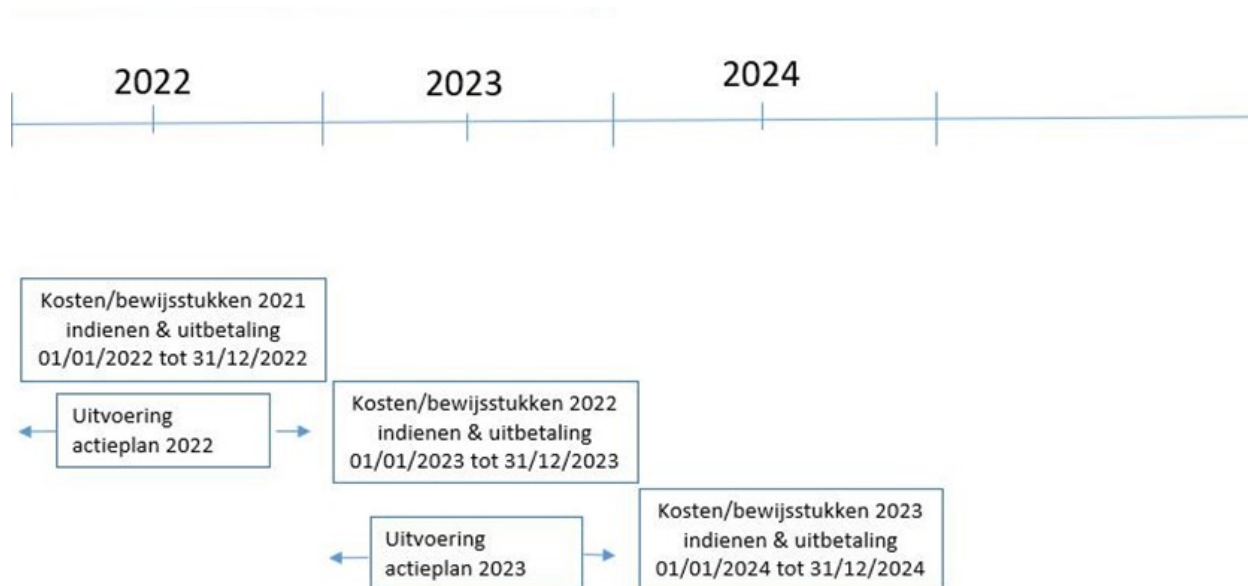 2022
2023
2024
Kosten/bewijsstukken 2021
indienen & uitbetaling
01/01/2022 tot 31/12/2022
Uitvoering
actieplan 2022
Kosten/bewijsstukken 2022
indienen & uitbetaling
01/01/2023 tot 31/12/2023
Uitvoering
actieplan 2023
Kosten/bewijsstukken 2023
indienen & uitbetaling
01/01/2024 tot 31/12/2024